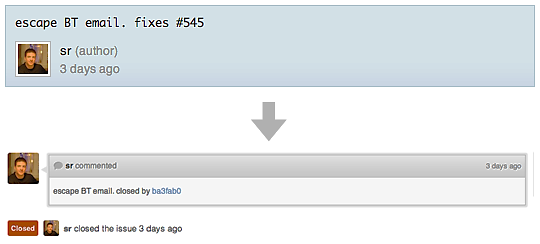 escape BT email. fixes #545
sr (author)
3 days ago
sr commented
3 days ago
escape BT email. closed by ba3fab0
Closed
sr closed the issue 3 days ago